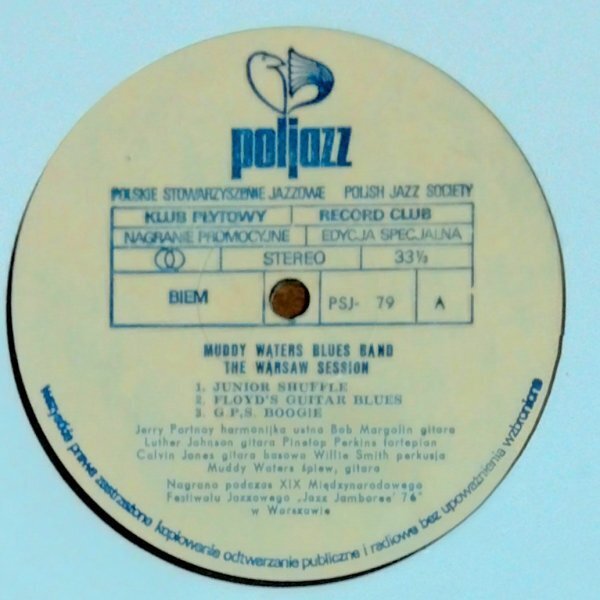 poljazz
POLSKIE STOWARZYSZENIE JAZZOWE POLISH JAZZ SOCIETY
KLUB PŁYTOWY RECORD CLUB
NAGRANIE PROMOCYJNE EDYCJA SPECJALNA
STEREO 33⅓
BIEM PSJ- 79 A
MUDDY WATERS BLUES BAND
THE WARSAW SESSION
1. JUNIOR SHUFFLE
2. FLOYD'S GUITAR BLUES
3. G.P.S. BOOGIE
Jerry Portnoy harmonijka ustna Bob Margolin gitara
Luther Johnson gitara Pinetop Perkins fortepian
Calvin Jones gitara basowa Willie Smith perkusja
Muddy Waters śpiew, gitara
Nagrano podczas XIX Międzynarodowego
Festiwalu Jazzowego „Jazz Jamboree' 76"
w Warszawie
wszystkie prawa zastrzeżone kopiowanie odtwarzanie publiczne i radiowe bez upoważnienia wzbronione